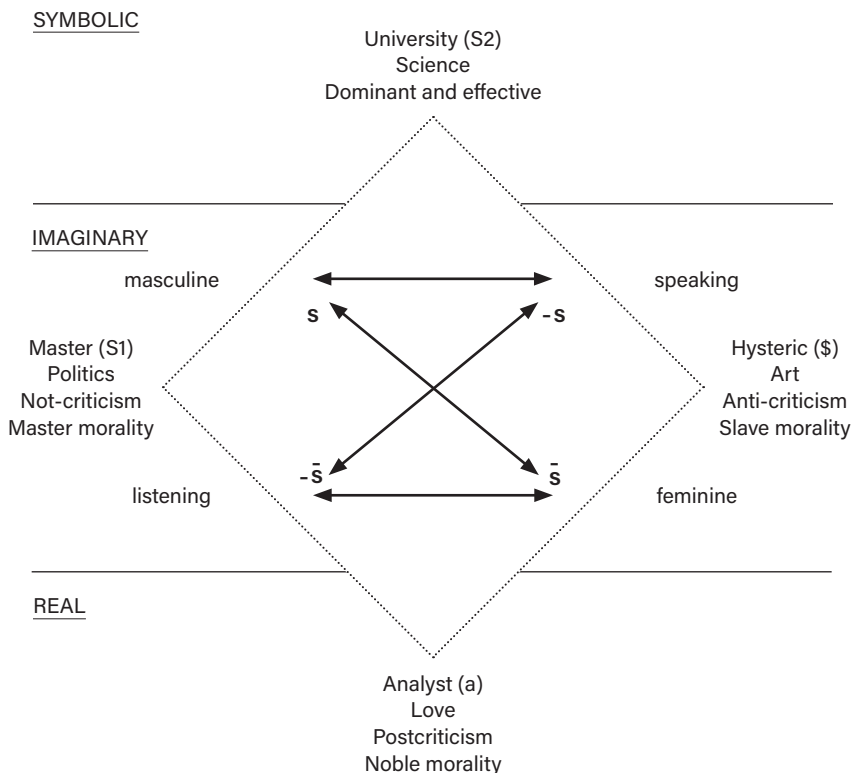 SYMBOLIC
University (S2)
Science
Dominant and effective
IMAGINARY
masculine
speaking
s
-s
Master (S1)
Politics
Not-criticism
Master morality
Hysteric ($)
Art
Anti-criticism
Slave morality
-s̄
s̄
listening
feminine
REAL
Analyst (a)
Love
Postcriticism
Noble morality